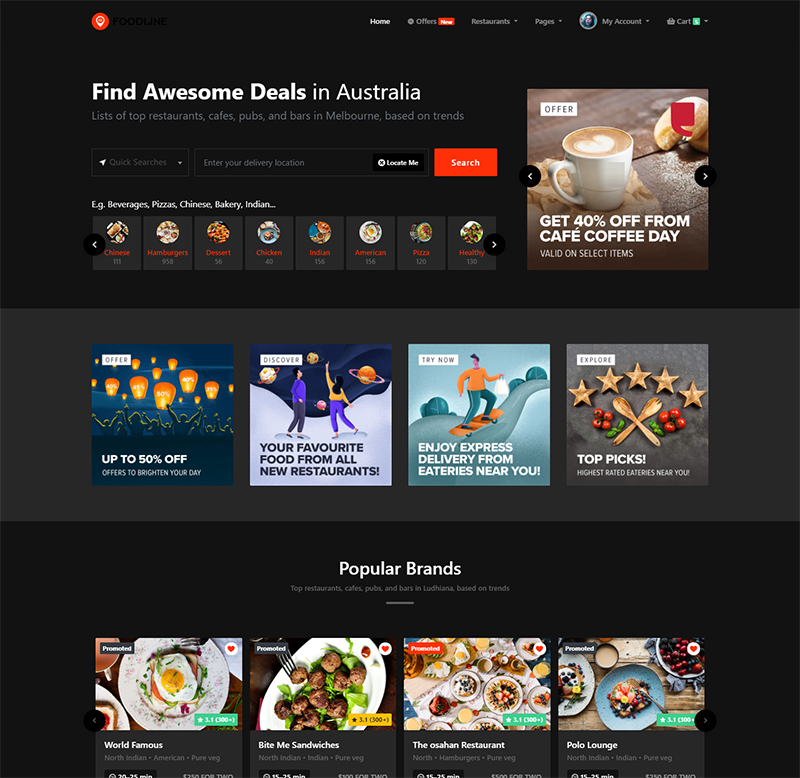 FOODLINE
Home
Offers New
Restaurants
Pages
My Account
Cart 5
Find Awesome Deals in Australia
Lists of top restaurants, cafes, pubs, and bars in Melbourne, based on trends
Quick Searches
Enter your delivery location
Locate Me
Search
E.g. Beverages, Pizzas, Chinese, Bakery, Indian...
Chinese
111
Hamburgers
958
Dessert
56
Chicken
40
Indian
156
American
156
Pizza
120
Healthy
130
OFFER
GET 40% OFF FROM
CAFÉ COFFEE DAY
VALID ON SELECT ITEMS
OFFER
40%
45%
35%
50%
40%
UP TO 50% OFF
OFFERS TO BRIGHTEN YOUR DAY
DISCOVER
YOUR FAVOURITE
FOOD FROM ALL
NEW RESTAURANTS!
TRY NOW
ENJOY EXPRESS
DELIVERY FROM
EATERIES NEAR YOU!
EXPLORE
TOP PICKS!
HIGHEST RATED EATERIES NEAR YOU!
Popular Brands
Top restaurants, cafes, pubs, and bars in Ludhiana, based on trends
Promoted
3.1 (300+)
World Famous
North Indian • American • Pure veg
20–25 min
$250 FOR TWO
Promoted
3.1 (300+)
Bite Me Sandwiches
North Indian • Indian • Pure veg
15–25 min
$100 FOR TWO
Promoted
3.1 (300+)
The osahan Restaurant
North • Hamburgers • Pure veg
15–25 min
$500 FOR TWO
Promoted
3.1 (300+
Polo Lounge
North Indian • Indian • Pure veg
15–25 min
$250 FOR TWO